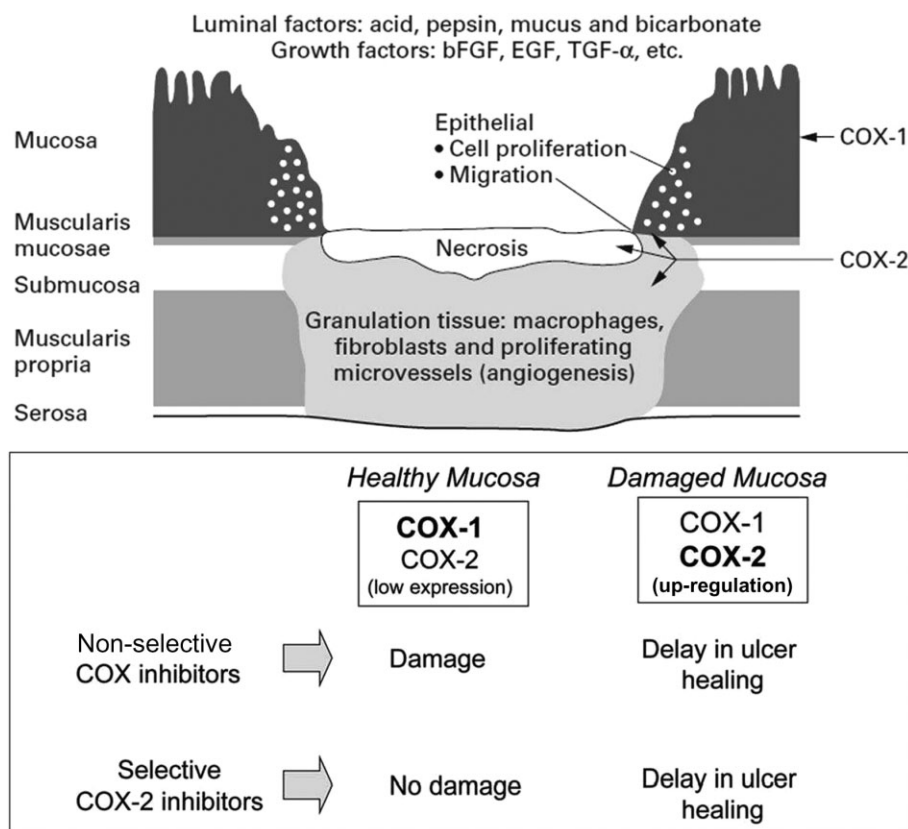 Luminal factors: acid, pepsin, mucus and bicarbonate
Growth factors: bFGF, EGF, TGF-α, etc.
Mucosa
Epithelial
• Cell proliferation
• Migration
COX-1
Muscularis
mucosae
Necrosis
COX-2
Submucosa
Muscularis
propria
Granulation tissue: macrophages,
fibroblasts and proliferating
microvessels (angiogenesis)
Serosa
Healthy Mucosa
Damaged Mucosa
COX-1
COX-2
(low expression)
COX-1
COX-2
(up-regulation)
Non-selective
COX inhibitors
Damage
Delay in ulcer
healing
Selective
COX-2 inhibitors
No damage
Delay in ulcer
healing